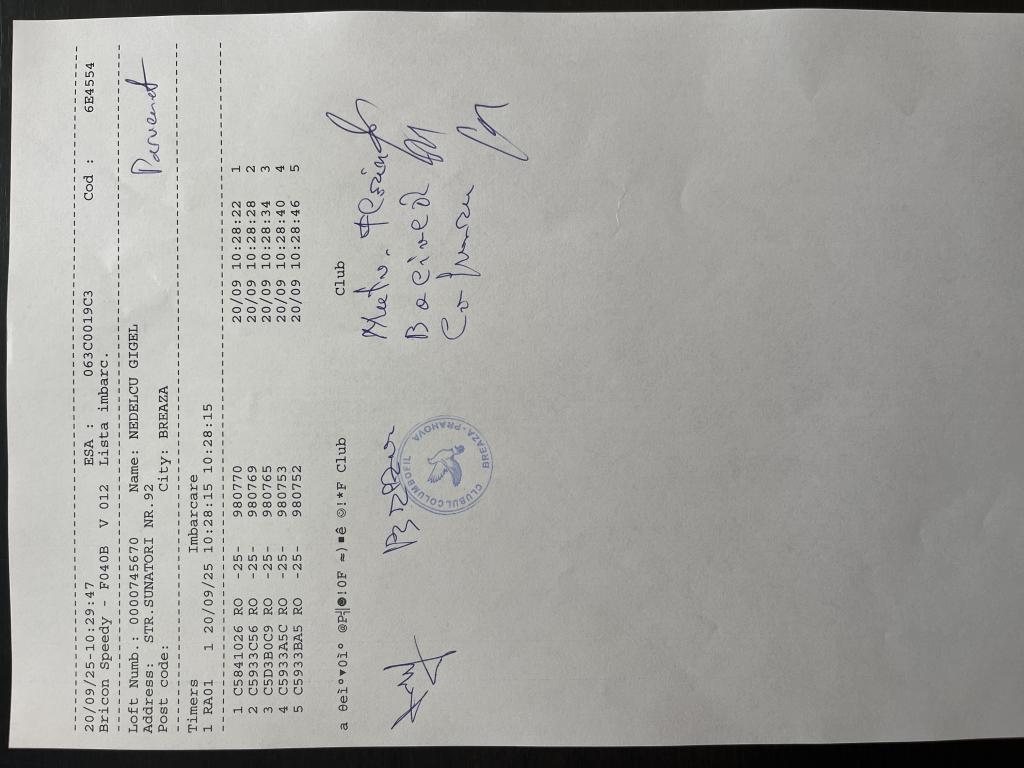 --------------------------------------------------------------------------------
20/09/25-10:29:47 ESA : 063C0019C3 Cod : 6E4554
Bricon Speedy - F040B V 012 Lista imbarc.
--------------------------------------------------------------------------------
Loft Numb.: 0000745670 Name: NEDELCU GIGEL
Address: STR.SUNATORI NR.92
Post code: City: BREAZA
--------------------------------------------------------------------------------
Timers Imbarcare
1 RA01 1 20/09/25 10:28:15 10:28:15
--------------------------------------------------------------------------------
1 C5841026 RO -25- 980770 20/09 10:28:22 1
2 C5933C56 RO -25- 980769 20/09 10:28:28 2
3 C5D3B0C9 RO -25- 980765 20/09 10:28:34 3
4 C5933A5C RO -25- 980753 20/09 10:28:40 4
5 C5933BA5 RO -25- 980752 20/09 10:28:46 5
a θeì°▼0ì° @P╣☻!0F ≈)■ê ☺!*F Club Club
CLUBUL COLUMBOFIL BREAZA-PRAHOVA